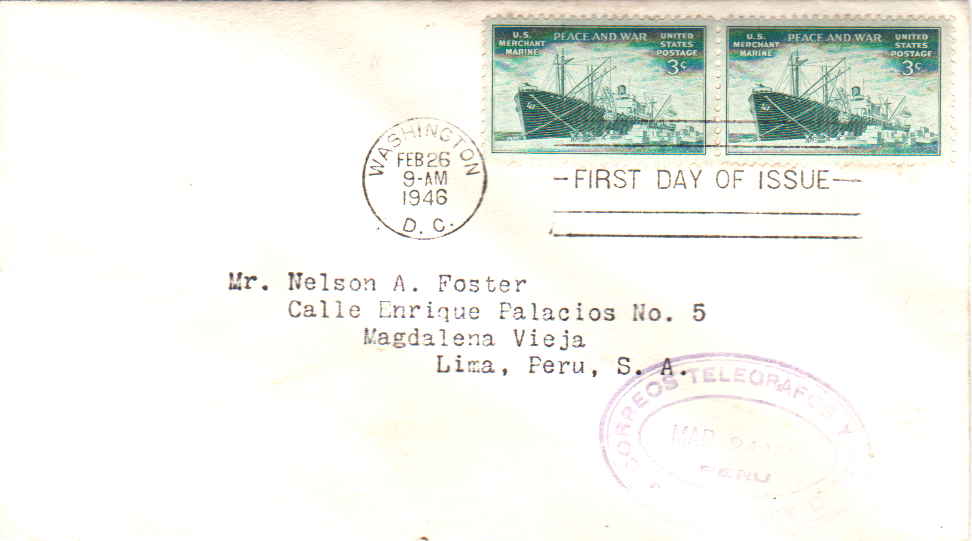 U.S. MERCHANT MARINE
PEACE AND WAR
UNITED STATES POSTAGE
3¢
U.S. MERCHANT MARINE
PEACE AND WAR
UNITED STATES POSTAGE
3¢
WASHINGTON
FEB 26
9-AM
1946
D. C.
FIRST DAY OF ISSUE
Mr. Nelson A. Foster
Calle Enrique Palacios No. 5
Magdalena Vieja
Lima, Peru, S. A.
CORREOS TELEGRAFOS Y
MAR
PERU